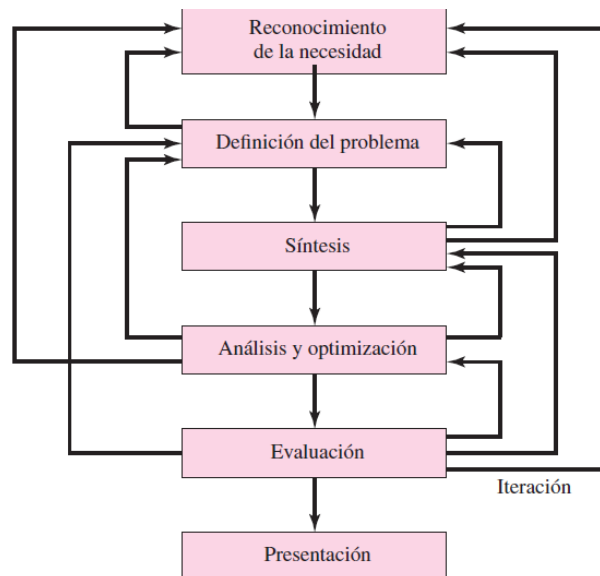 Reconocimiento
de la necesidad
Definición del problema
Síntesis
Análisis y optimización
Evaluación
Iteración
Presentación